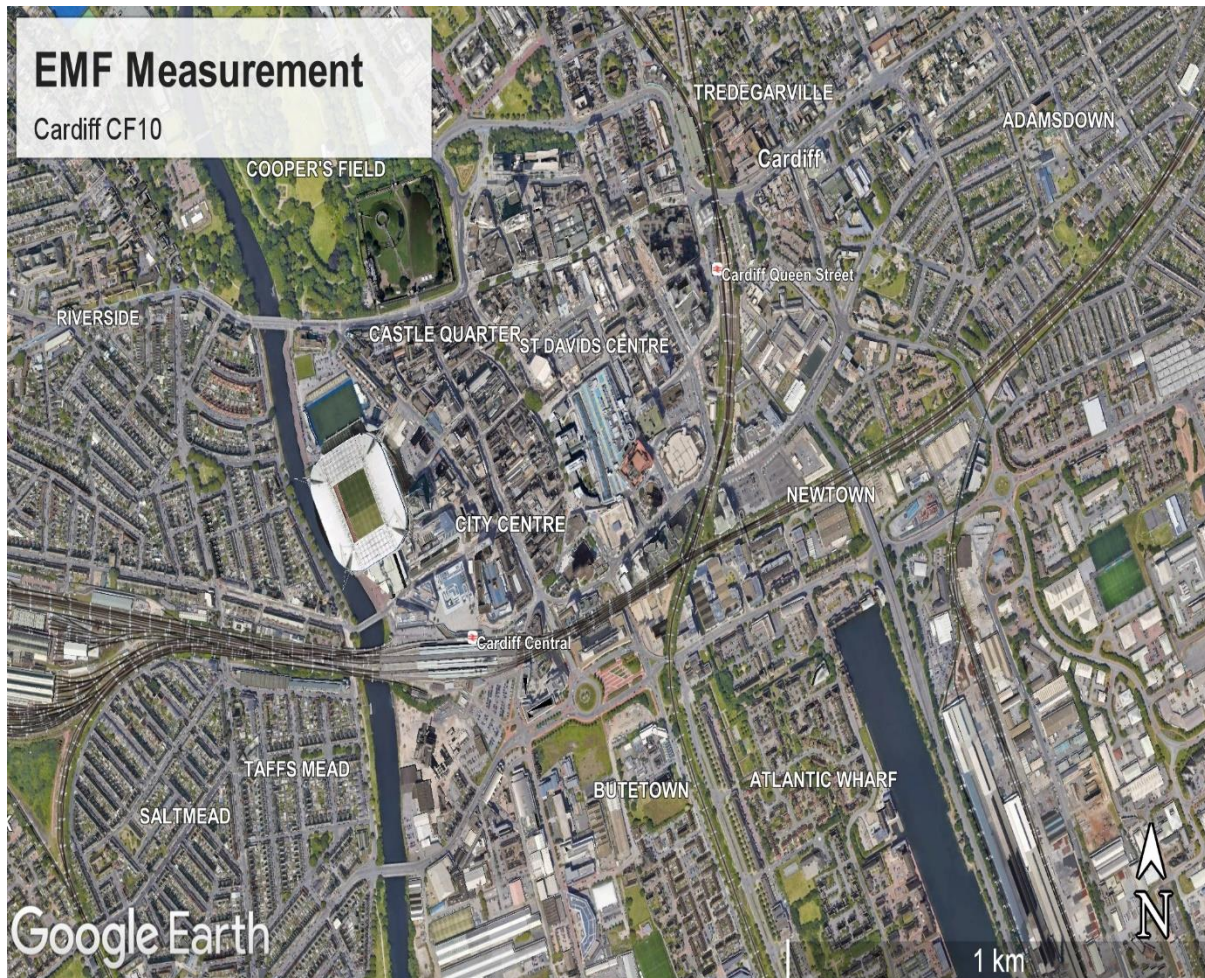 EMF Measurement
Cardiff CF10
TREDEGARVILLE
ADAMSDOWN
Cardiff
COOPER'S FIELD
Cardiff Queen Street
RIVERSIDE
CASTLE QUARTER
ST DAVIDS CENTRE
NEWTOWN
CITY CENTRE
Cardiff Central
TAFFS MEAD
ATLANTIC WHARF
BUTETOWN
SALTMEAD
N
Google Earth
1 km